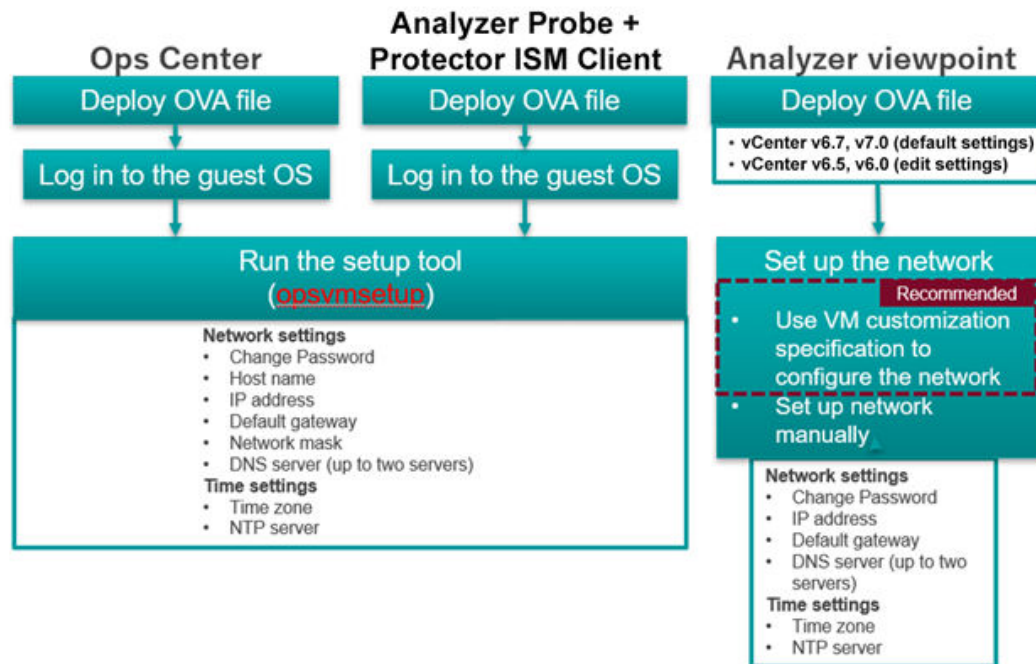 Ops Center
Deploy OVA file
Log in to the guest OS
Analyzer Probe +
Protector ISM Client
Deploy OVA file
Log in to the guest OS
Run the setup tool
(opsvmsetup)
Network settings
• Change Password
• Host name
• IP address
• Default gateway
• Network mask
• DNS server (up to two servers)
Time settings
• Time zone
• NTP server
Analyzer viewpoint
Deploy OVA file
• vCenter v6.7, v7.0 (default settings)
• vCenter v6.5, v6.0 (edit settings)
Set up the network
Recommended
• Use VM customization
specification to
configure the network
• Set up network
manually
Network settings
• Change Password
• IP address
• Default gateway
• DNS server (up to two
servers)
Time settings
• Time zone
• NTP server